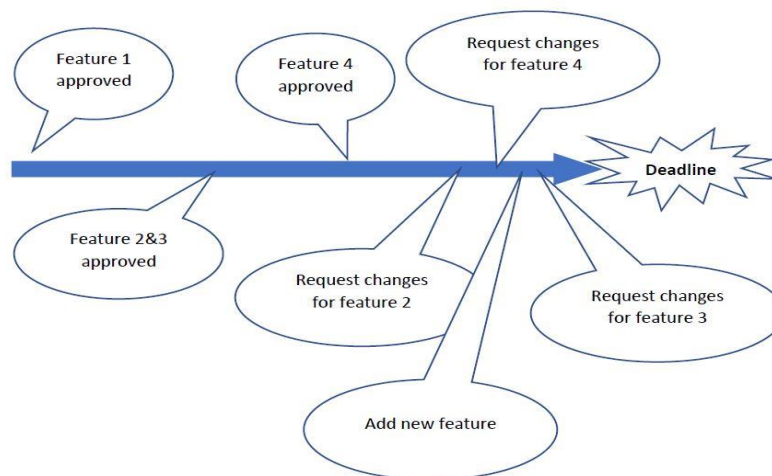 Feature 1
approved
Feature 4
approved
Request changes
for feature 4
Deadline
Feature 2&3
approved
Request changes
for feature 2
Request changes
for feature 3
Add new feature